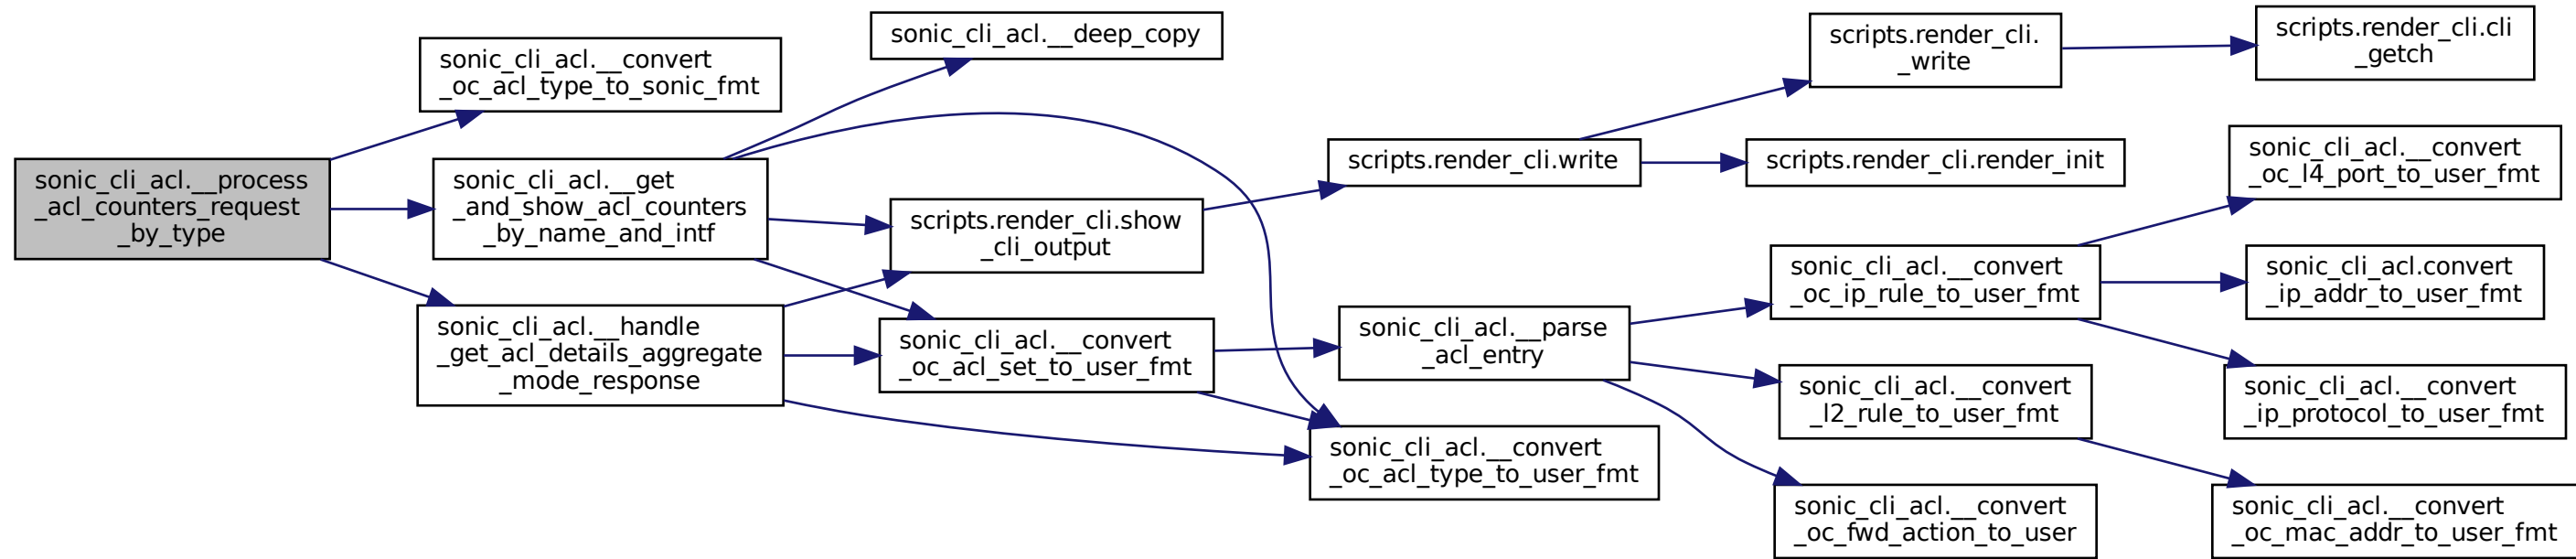 sonic_cli_acl.__process
_acl_counters_request
_by_type
sonic_cli_acl.__convert
_oc_acl_type_to_sonic_fmt
sonic_cli_acl.__get
_and_show_acl_counters
_by_name_and_intf
sonic_cli_acl.__handle
_get_acl_details_aggregate
_mode_response
sonic_cli_acl.__deep_copy
scripts.render_cli.show
_cli_output
sonic_cli_acl.__convert
_oc_acl_set_to_user_fmt
scripts.render_cli.write
sonic_cli_acl.__parse
_acl_entry
sonic_cli_acl.__convert
_oc_acl_type_to_user_fmt
scripts.render_cli.
_write
scripts.render_cli.render_init
sonic_cli_acl.__convert
_oc_ip_rule_to_user_fmt
sonic_cli_acl.__convert
_l2_rule_to_user_fmt
sonic_cli_acl.__convert
_oc_fwd_action_to_user
scripts.render_cli.cli
_getch
sonic_cli_acl.__convert
_oc_l4_port_to_user_fmt
sonic_cli_acl.convert
_ip_addr_to_user_fmt
sonic_cli_acl.__convert
_ip_protocol_to_user_fmt
sonic_cli_acl.__convert
_oc_mac_addr_to_user_fmt